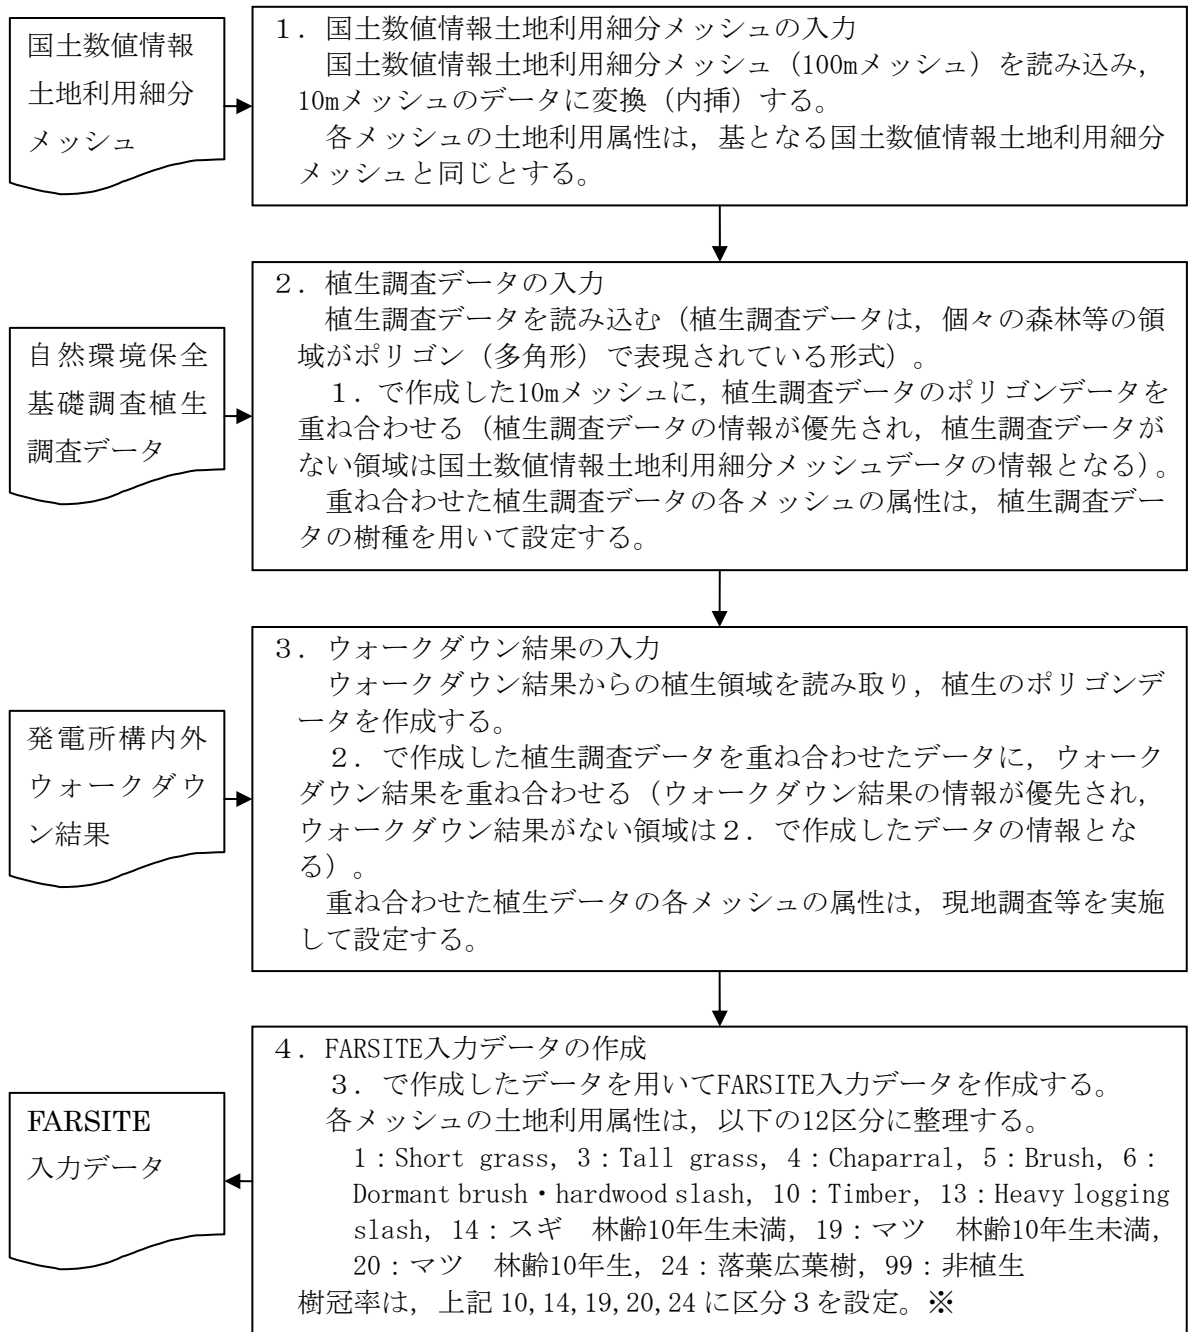 国土数値情報
土地利用細分
メッシュ
１．国土数値情報土地利用細分メッシュの入力
国土数値情報土地利用細分メッシュ（100mメッシュ）を読み込み，
10mメッシュのデータに変換（内挿）する。
各メッシュの土地利用属性は，基となる国土数値情報土地利用細分
メッシュと同じとする。
自然環境保全
基礎調査植生
調査データ
２．植生調査データの入力
植生調査データを読み込む（植生調査データは，個々の森林等の領
域がポリゴン（多角形）で表現されている形式）。
１．で作成した10mメッシュに，植生調査データのポリゴンデータを
重ね合わせる（植生調査データの情報が優先され，植生調査データが
ない領域は国土数値情報土地利用細分メッシュデータの情報となる）。
重ね合わせた植生調査データの各メッシュの属性は，植生調査デー
タの樹種を用いて設定する。
発電所構内外
ウォークダウ
ン結果
３．ウォークダウン結果の入力
ウォークダウン結果からの植生領域を読み取り，植生のポリゴンデ
ータを作成する。
２．で作成した植生調査データを重ね合わせたデータに，ウォーク
ダウン結果を重ね合わせる（ウォークダウン結果の情報が優先され，
ウォークダウン結果がない領域は２．で作成したデータの情報とな
る）。
重ね合わせた植生データの各メッシュの属性は，現地調査等を実施
して設定する。
FARSITE
入力データ
４．FARSITE入力データの作成
３．で作成したデータを用いてFARSITE入力データを作成する。
各メッシュの土地利用属性は，以下の12区分に整理する。
1：Short grass，3：Tall grass，4：Chaparral，5：Brush，6：
Dormant brush・hardwood slash，10：Timber，13：Heavy logging
slash，14：スギ　林齢10年生未満，19：マツ　林齢10年生未満，
20：マツ　林齢10年生，24：落葉広葉樹，99：非植生
樹冠率は，上記 10,14,19,20,24 に区分３を設定。※